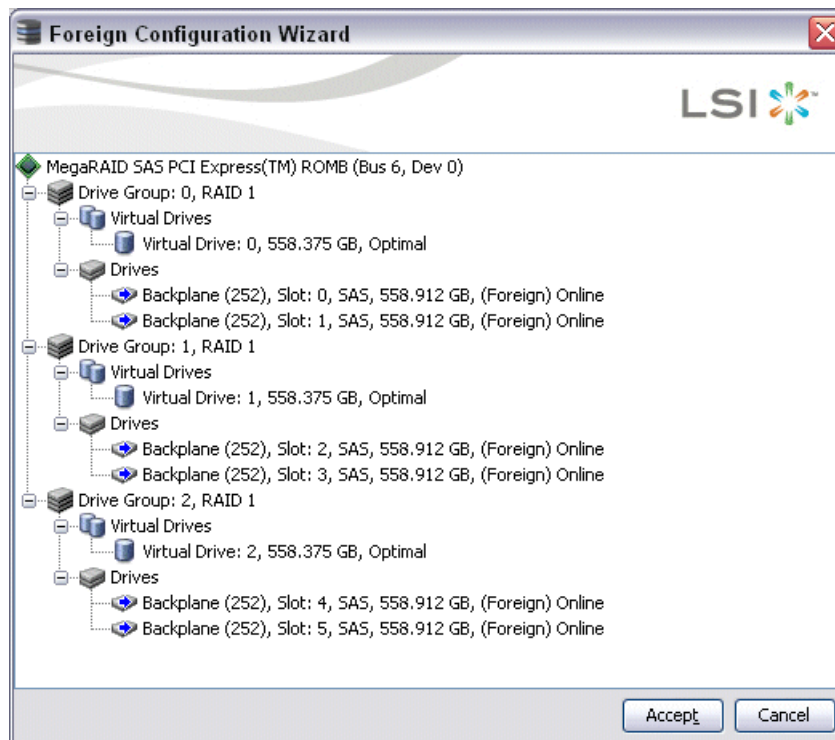 Foreign Configuration Wizard
LSI™
MegaRAID SAS PCI Express(TM) ROMB (Bus 6, Dev 0)
Drive Group: 0, RAID 1
Virtual Drives
Virtual Drive: 0, 558.375 GB, Optimal
Drives
Backplane (252), Slot: 0, SAS, 558.912 GB, (Foreign) Online
Backplane (252), Slot: 1, SAS, 558.912 GB, (Foreign) Online
Drive Group: 1, RAID 1
Virtual Drives
Virtual Drive: 1, 558.375 GB, Optimal
Drives
Backplane (252), Slot: 2, SAS, 558.912 GB, (Foreign) Online
Backplane (252), Slot: 3, SAS, 558.912 GB, (Foreign) Online
Drive Group: 2, RAID 1
Virtual Drives
Virtual Drive: 2, 558.375 GB, Optimal
Drives
Backplane (252), Slot: 4, SAS, 558.912 GB, (Foreign) Online
Backplane (252), Slot: 5, SAS, 558.912 GB, (Foreign) Online
Accept Cancel